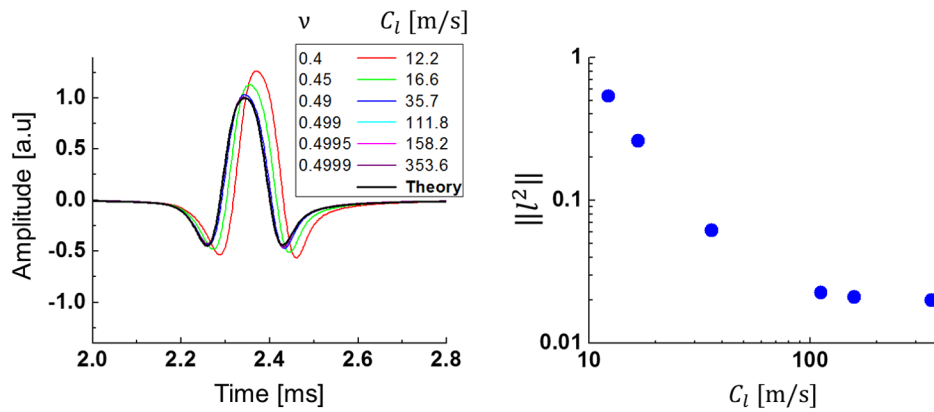 ν C_l [m/s]
0.4 12.2
0.45 16.6
0.49 35.7
0.499 111.8
0.4995 158.2
0.4999 353.6
Theory
Amplitude [a.u]
1.0
0.5
0.0
-0.5
-1.0
2.0 2.2 2.4 2.6 2.8
Time [ms]
||l²||
1
0.1
0.01
10 100
C_l [m/s]